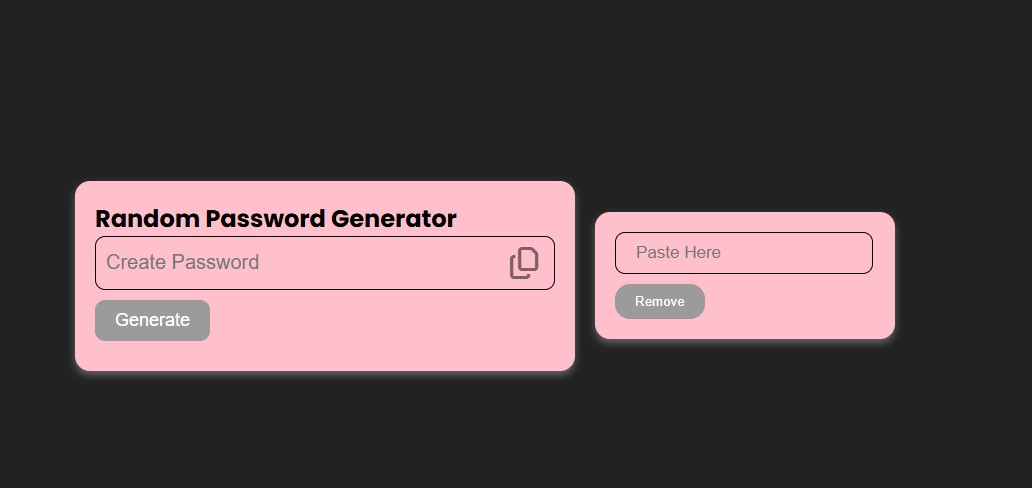 Random Password Generator
Create Password
Generate
Paste Here
Remove